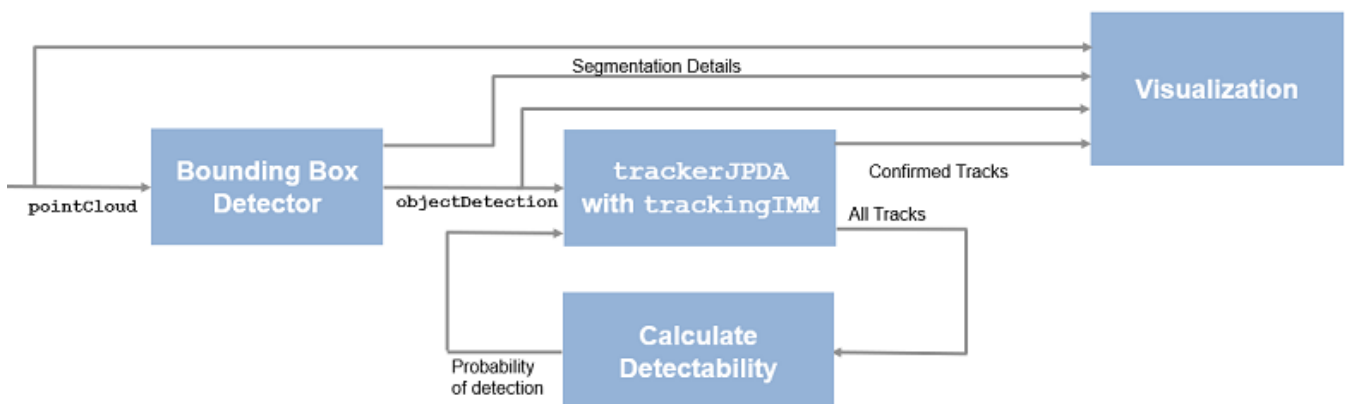 Segmentation Details
Visualization
Bounding Box
Detector
pointCloud
objectDetection
trackerJPDA
with trackingIMM
Confirmed Tracks
All Tracks
Calculate
Detectability
Probability
of detection